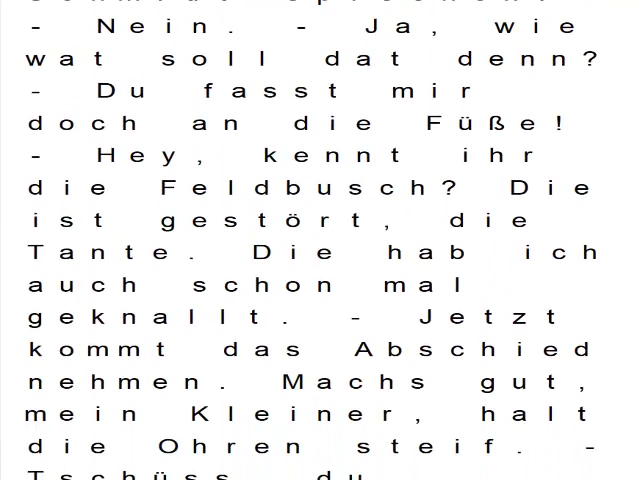 - Nein. - Ja, wie
wat soll dat denn?
- Du fasst mir
doch an die Füße!
- Hey, kennt ihr
die Feldbusch? Die
ist gestört, die
Tante. Die hab ich
auch schon mal
geknallt. - Jetzt
kommt das Abschied
nehmen. Machs gut,
mein Kleiner, halt
die Ohren steif. -
Tschüss du